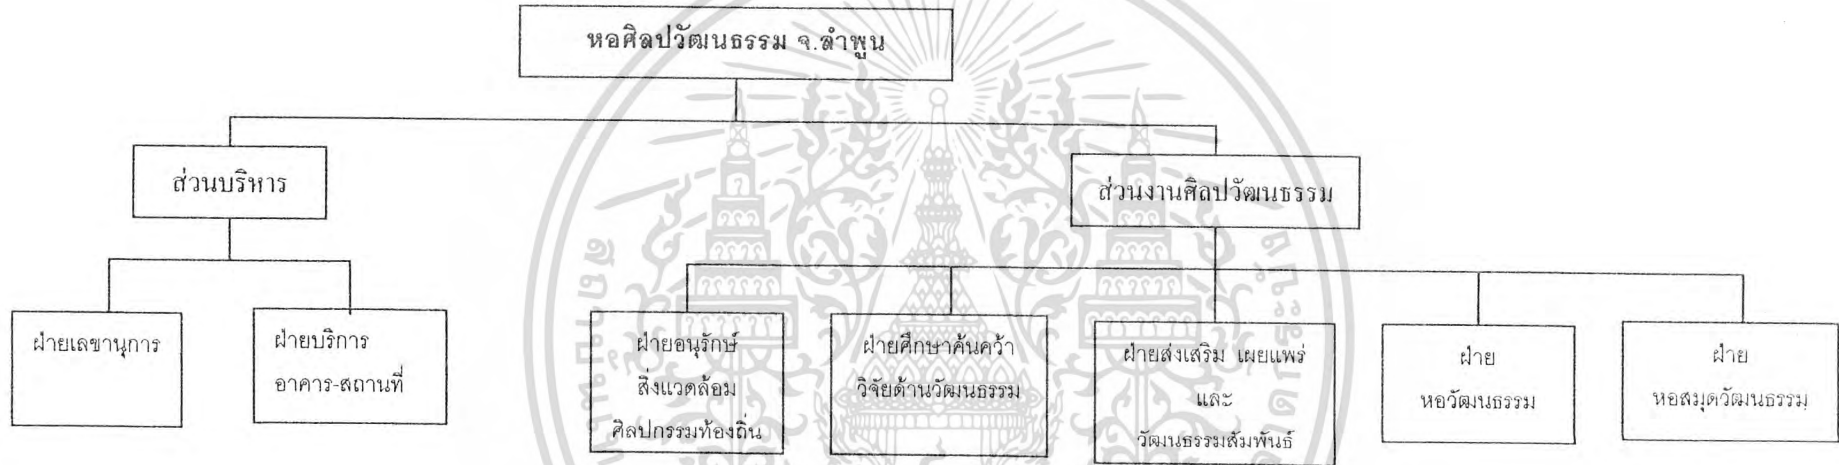 หอศิลปวัฒนธรรม จ.ลำพูน
ส่วนบริหาร
ส่วนงานศิลปวัฒนธรรม
ฝ่ายเลขานุการ
ฝ่ายบริการ
อาคาร-สถานที่
ฝ่ายอนุรักษ์
สิ่งแวดล้อม
ศิลปกรรมท้องถิ่น
ฝ่ายศึกษาค้นคว้า
วิจัยด้านวัฒนธรรม
ฝ่ายส่งเสริม เผยแพร่
และ
วัฒนธรรมสัมพันธ์
ฝ่าย
หอวัฒนธรรม
ฝ่าย
หอสมุดวัฒนธรรม